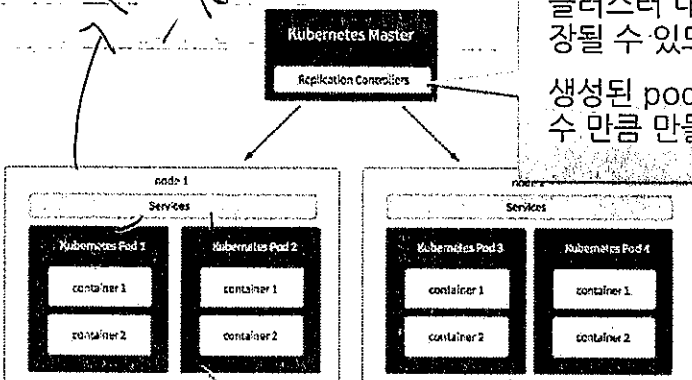 Kubernetes Master
Replication Controllers
클러스터 내
장될 수 있도
생성된 pod
수 만큼 만들
node 1
Services
Kubernetes Pod 1
Kubernetes Pod 2
container 1
container 1
container 2
container 2
node 2
Services
Kubernetes Pod 3
Kubernetes Pod 4
container 1
container 1
container 2
container 2